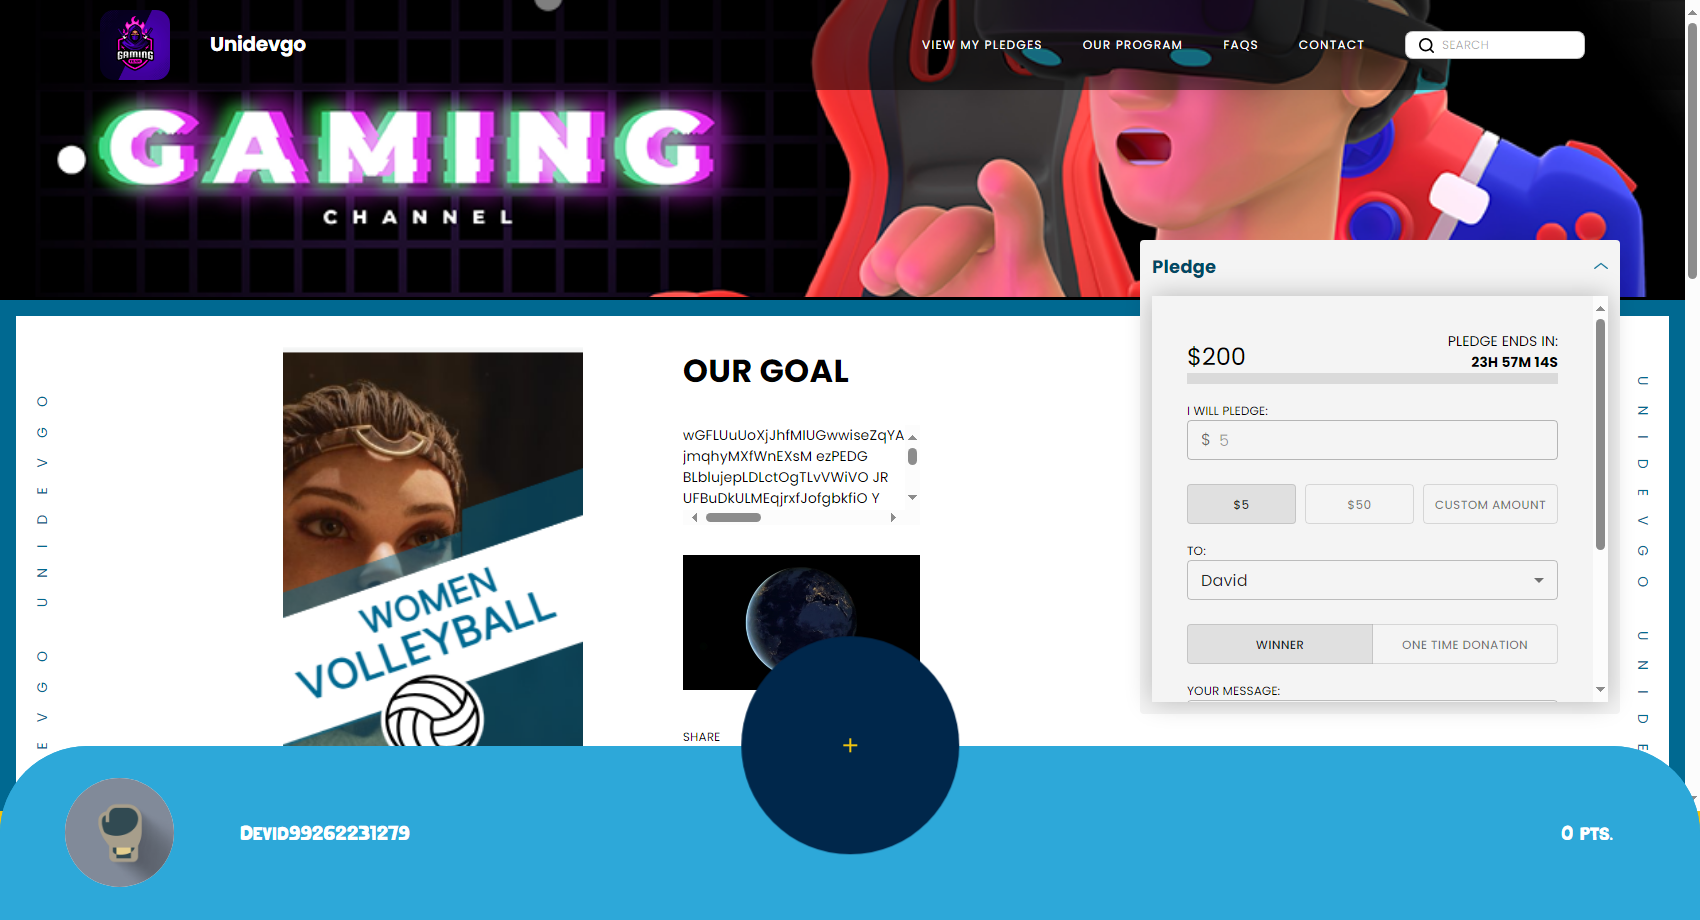 GAMING
Unidevgo
VIEW MY PLEDGES
OUR PROGRAM
FAQS
CONTACT
SEARCH
GAMING
CHANNEL
Pledge
$200
PLEDGE ENDS IN:
23H 57M 14S
I WILL PLEDGE:
$ 5
$5
$50
CUSTOM AMOUNT
TO:
David
WINNER
ONE TIME DONATION
YOUR MESSAGE:
UNIDEVGO
EVGO
WOMEN
VOLLEYBALL
OUR GOAL
wGFLUuUoXjJhfMIUGwwiseZqYA
jmqhyMXfWnEXsM ezPEDG
BLbIujepLDLctOgTLvVWiVO JR
UFBuDkULMEqjrxfJofgbkfiO Y
SHARE
+
UNIDEVGO
UNIDE
Devid99262231279
0 PTS.